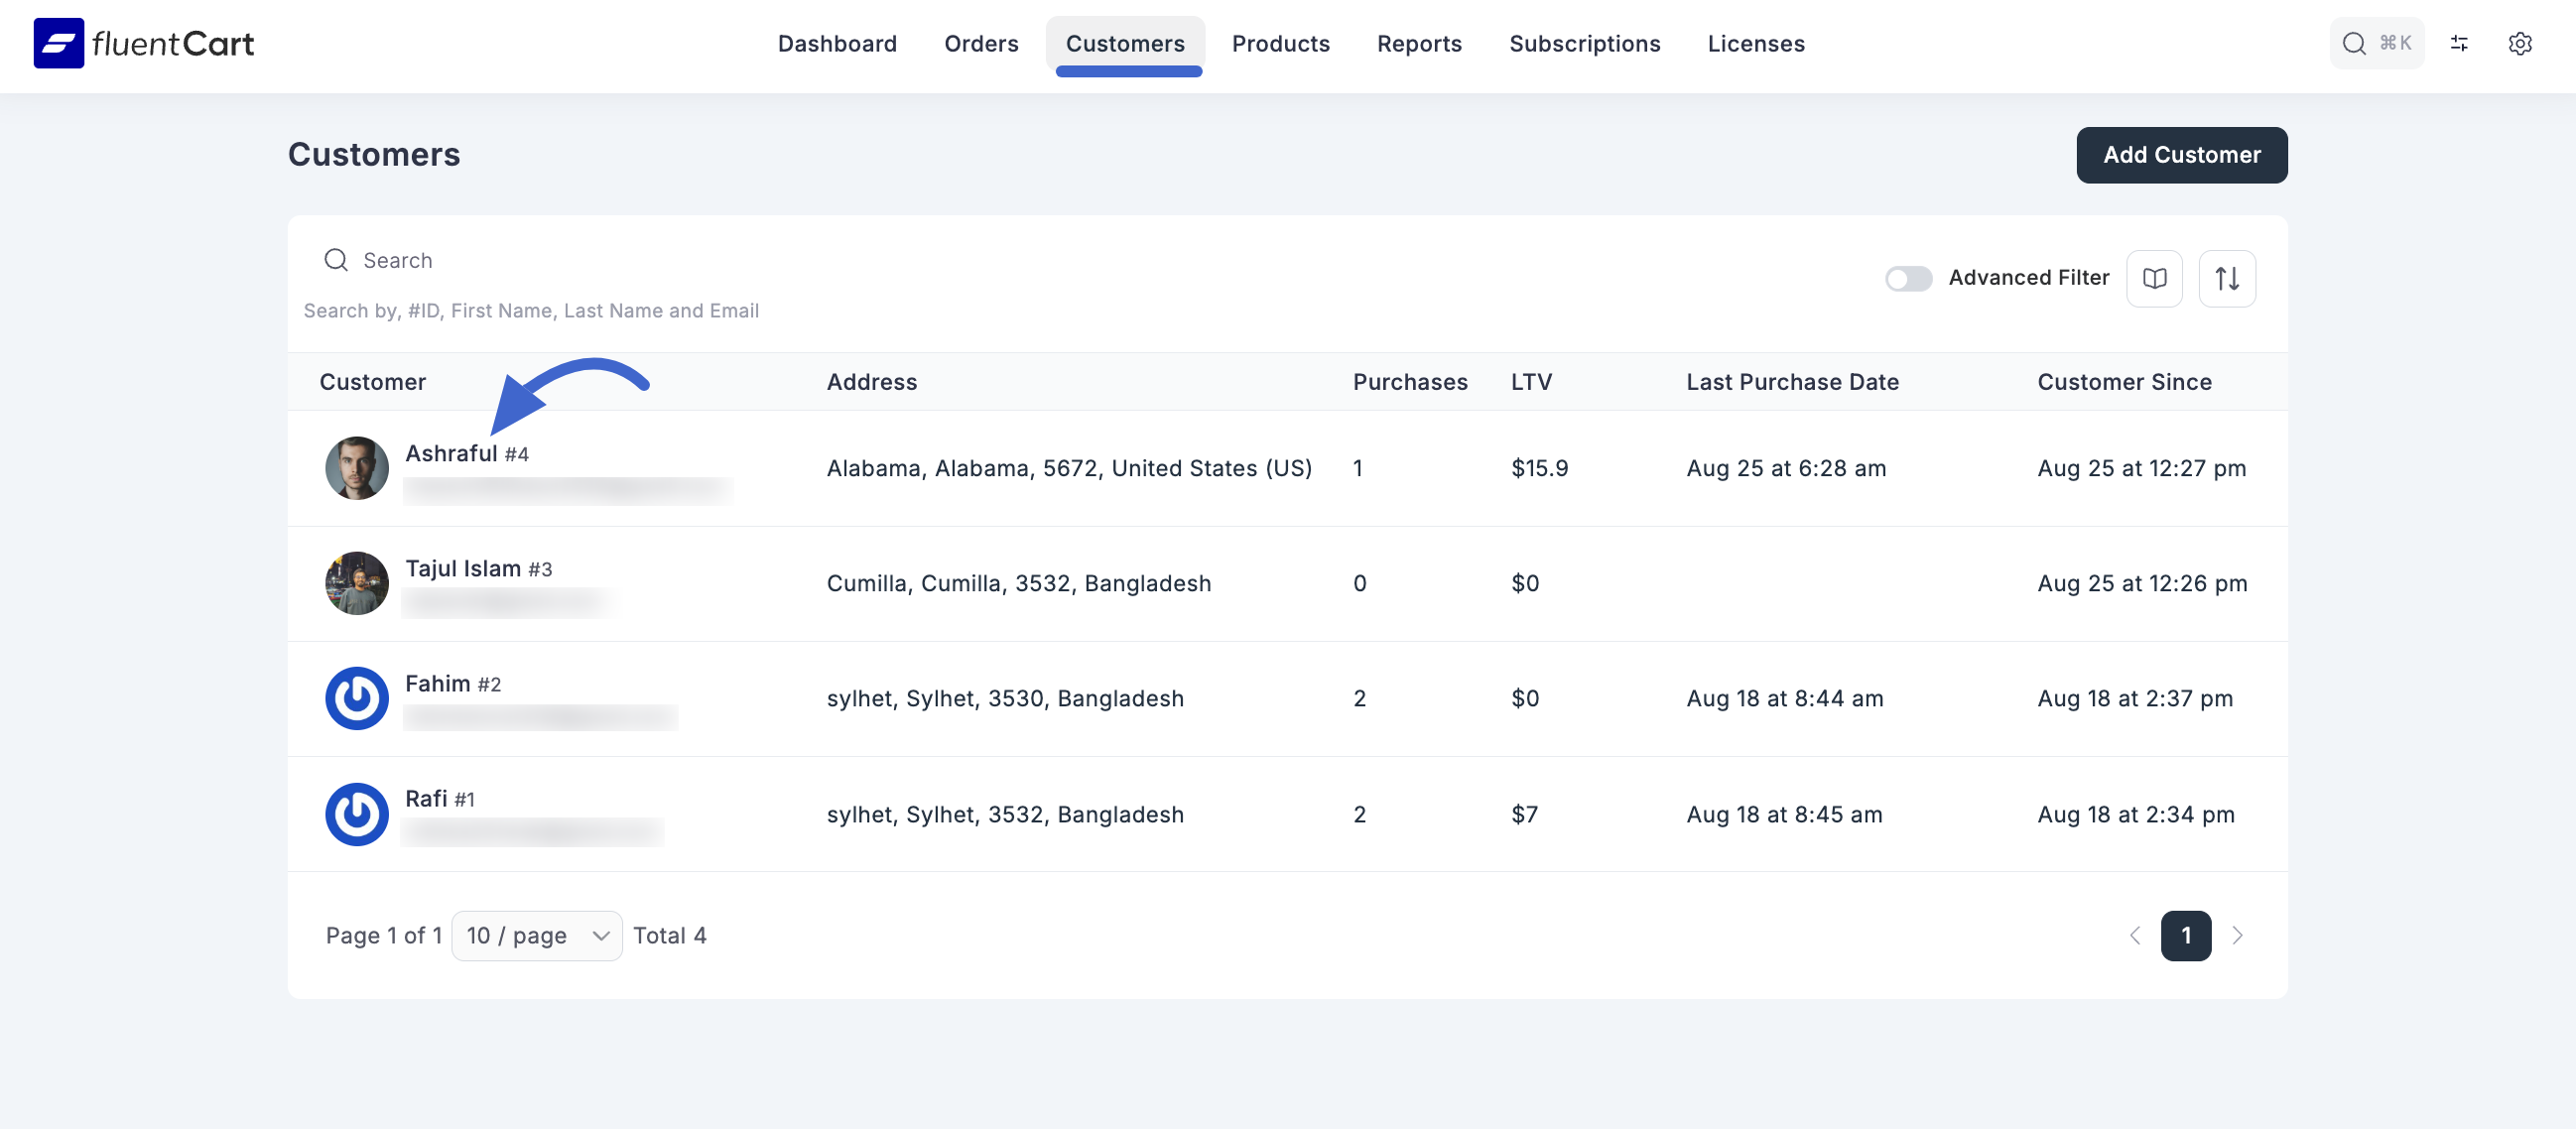 fluentCart
Dashboard Orders Customers Products Reports Subscriptions Licenses ⌘K
Customers
Add Customer
Search
Search by, #ID, First Name, Last Name and Email
Advanced Filter
Customer Address Purchases LTV Last Purchase Date Customer Since
Ashraful #4
Alabama, Alabama, 5672, United States (US) 1 $15.9 Aug 25 at 6:28 am Aug 25 at 12:27 pm
Tajul Islam #3
Cumilla, Cumilla, 3532, Bangladesh 0 $0 Aug 25 at 12:26 pm
Fahim #2
sylhet, Sylhet, 3530, Bangladesh 2 $0 Aug 18 at 8:44 am Aug 18 at 2:37 pm
Rafi #1
sylhet, Sylhet, 3532, Bangladesh 2 $7 Aug 18 at 8:45 am Aug 18 at 2:34 pm
Page 1 of 1 10 / page Total 4 1